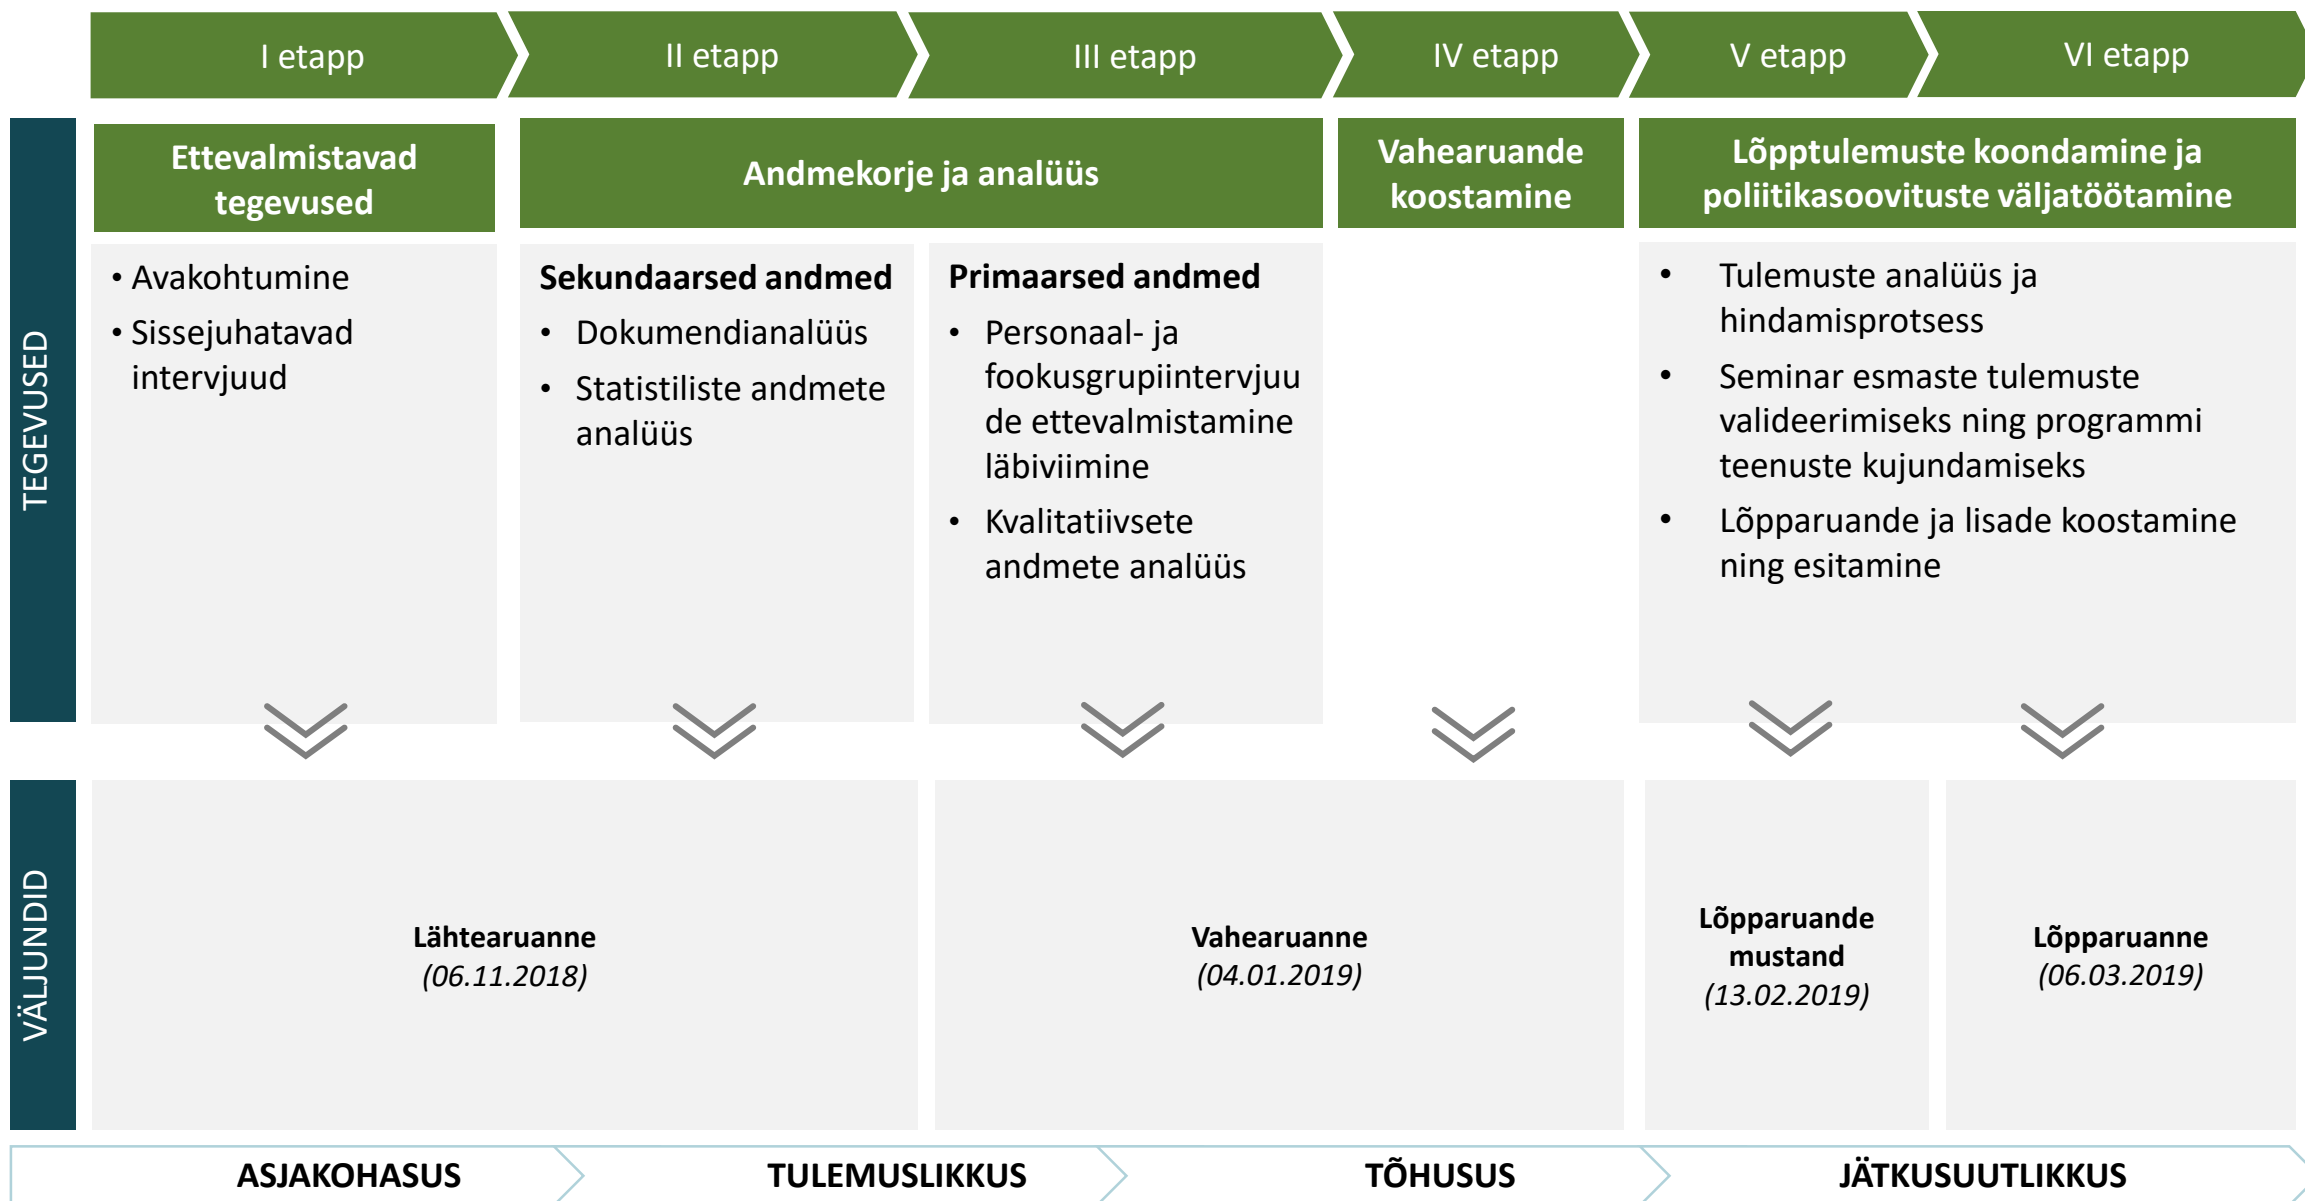 I etapp
II etapp
III etapp
IV etapp
V etapp
VI etapp
TEGEVUSED
Ettevalmistavad
tegevused
Andmekorje ja analüüs
Vahearuande
koostamine
Lõpptulemuste koondamine ja
poliitikasoovituste väljatöötamine
• Avakohtumine
• Sissejuhatavad
intervjuud
Sekundaarsed andmed
• Dokumendianalüüs
• Statistiliste andmete
analüüs
Primaarsed andmed
• Personaal- ja
fookusgrupiintervjuu
de ettevalmistamine
läbiviimine
• Kvalitatiivsete
andmete analüüs
• Tulemuste analüüs ja
hindamisprotsess
• Seminar esmaste tulemuste
valideerimiseks ning programmi
teenuste kujundamiseks
• Lõpparuande ja lisade koostamine
ning esitamine
VÄLJUNDID
Lähtearuanne
(06.11.2018)
Vahearuanne
(04.01.2019)
Lõpparuande
mustand
(13.02.2019)
Lõpparuanne
(06.03.2019)
ASJAKOHASUS
TULEMUSLIKKUS
TÕHUSUS
JÄTKUSUUTLIKKUS